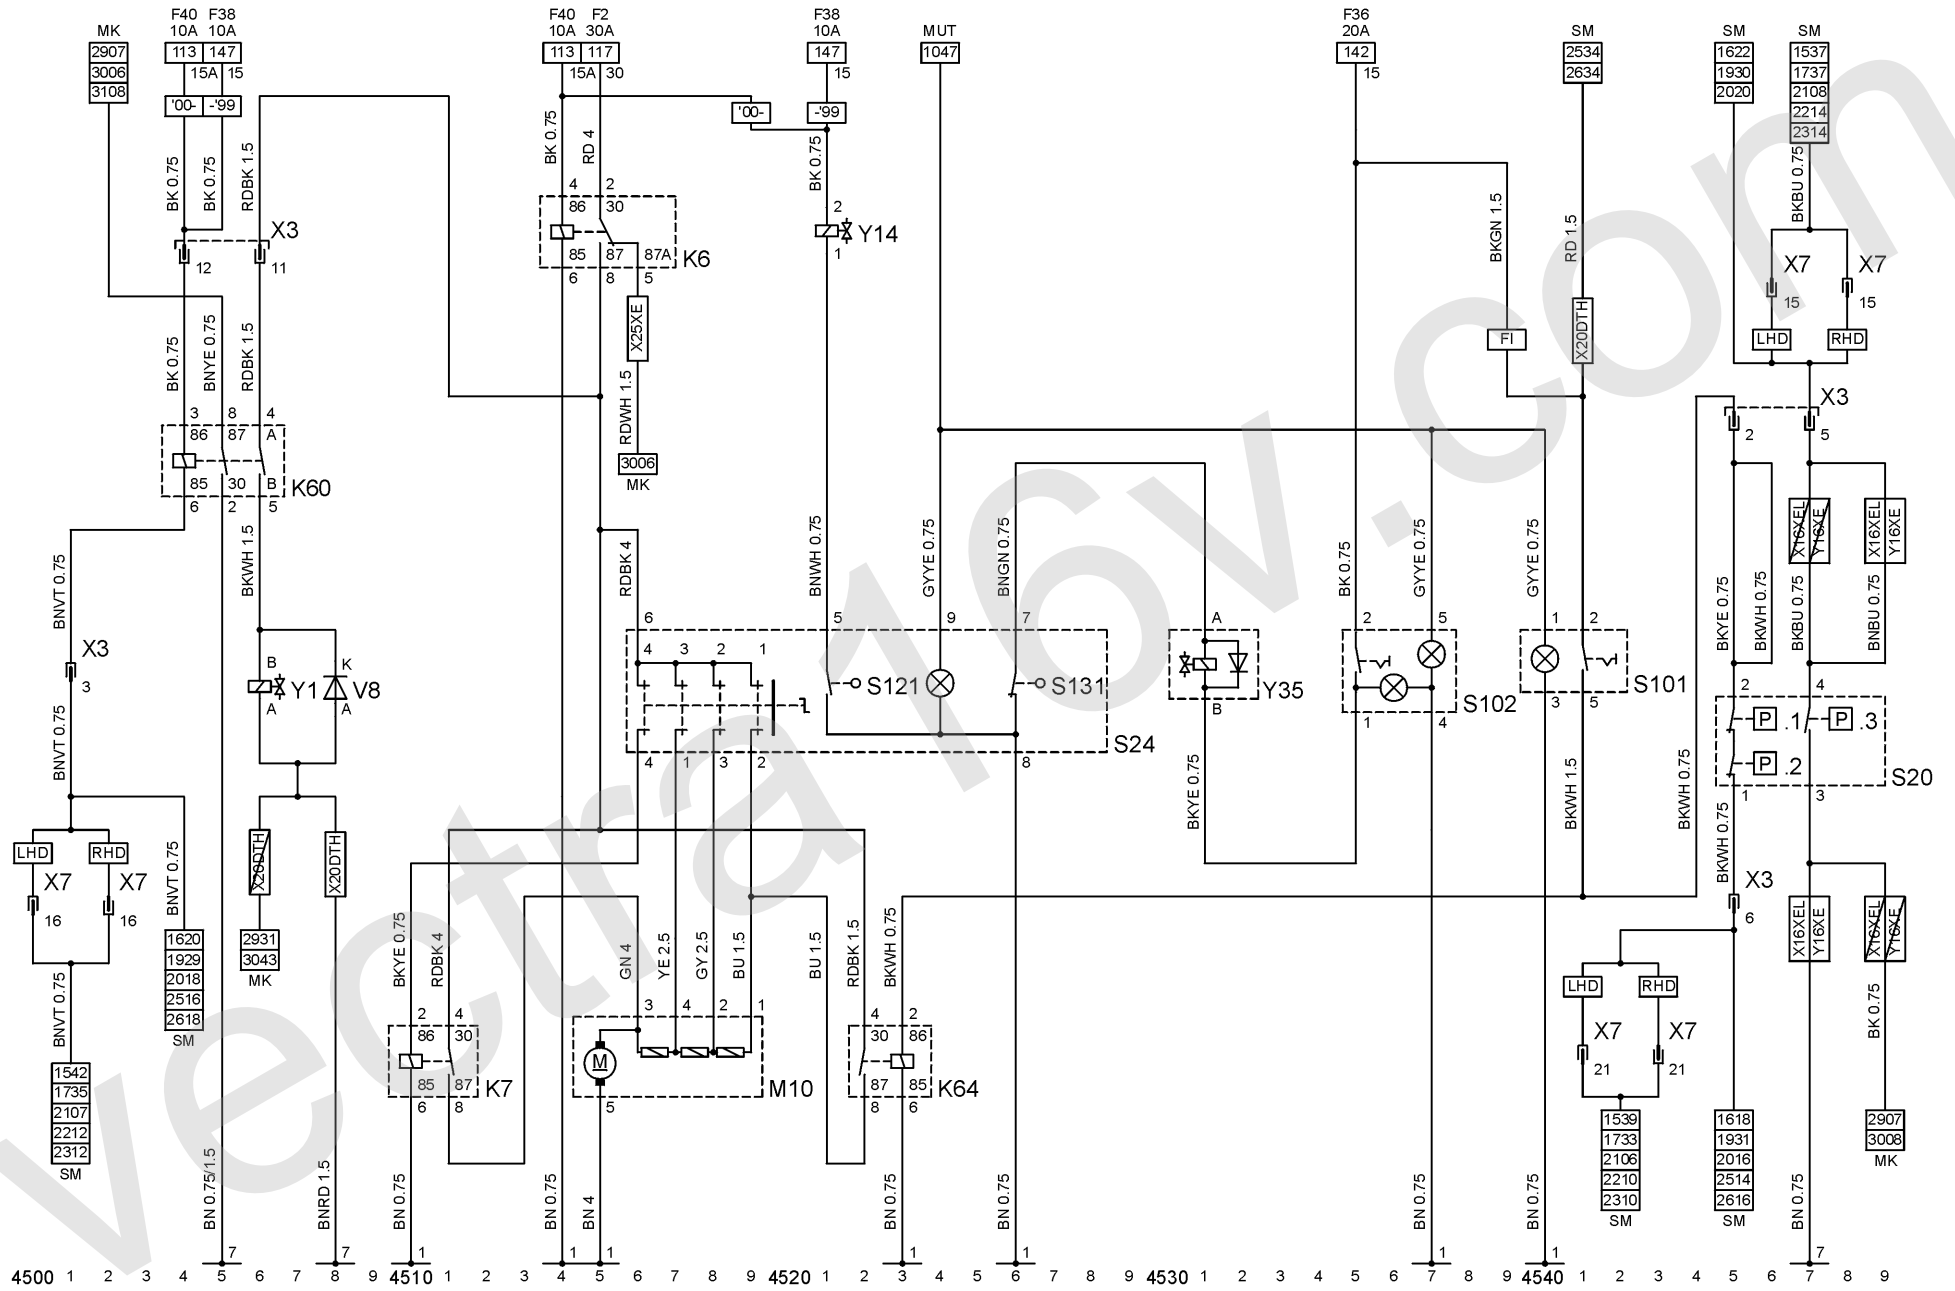 F40 F38 F40 F2 F38 F36
MK 10A 10A 10A 30A 10A MUT 20A SM SM SM
2907 113 147 113 117 147 1047 142 2534 1622 1537
3006 15A 15 15A 30 15 15 2634 1930 1737
3108 2020 2108
'00- -'99 '00- -'99 2214
2314
BK 0.75 BK 0.75 RDBK 1.5 BK 0.75 RD 4 BK 0.75 BKGN 1.5 RD 1.5 BKBU 0.75
4 2 2
86 30
X3 Y14 X7 X7
12 11 85 87 87A K6 1 15 15
6 8 5
X25XE FI X20DTH LHD RHD
BK 0.75 BNYE 0.75 RDBK 1.5 RDWH 1.5
3 8 4 X3
86 87 A 2 5
3006
MK
85 30 B K60
6 2 5
X16XEL Y16XE X16XEL Y16XE
BNVT 0.75 BKWH 1.5 RDBK 4 BNWH 0.75 GYYE 0.75 BNGN 0.75 BK 0.75 GYYE 0.75 GYYE 0.75 BKYE 0.75 BKWH 0.75 BKBU 0.75 BNBU 0.75
6 5 9 7 A 2 5 1 2
X3 B K 4 3 2 1
3 Y1 V8 S121 S131 Y35 S101 2 4
A A B S102 3 5
1 4
P .1 P .3
S24 P .2 S20
4 1 3 2 8 1 3
BNVT 0.75 BKYE 0.75 BKWH 1.5 BKWH 0.75 BKWH 0.75
LHD RHD X20DTH X20DTH
X7 X7 BNVT 0.75 X3
16 16 6
1620 2931 X16XEL Y16XE X16XEL Y16XE
1929 3043
2018 MK
2516
2618
SM
BKYE 0.75 RDBK 4 GN 4 YE 2.5 GY 2.5 BU 1.5 BU 1.5 RDBK 1.5 BKWH 0.75
LHD RHD
BNVT 0.75 2 4 3 4 2 1 4 2 BK 0.75
86 30 30 86 X7 X7
M 21 21
85 87 K7 M10 87 85 K64
6 8 5 8 6
1542 1539 1618 2907
1735 1733 1931 3008
2107 2106 2016 MK
2212 2210 2514
2312 2310 2616
SM SM SM
BN 0.75/1.5 BNRD 1.5 BN 0.75 BN 0.75 BN 4 BN 0.75 BN 0.75 BN 0.75 BN 0.75 BN 0.75
7 7 1 1 1 1 1 1 1 7
4500 1 2 3 4 5 6 7 8 9 4510 1 2 3 4 5 6 7 8 9 4520 1 2 3 4 5 6 7 8 9 4530 1 2 3 4 5 6 7 8 9 4540 1 2 3 4 5 6 7 8 9
vectra16v.com